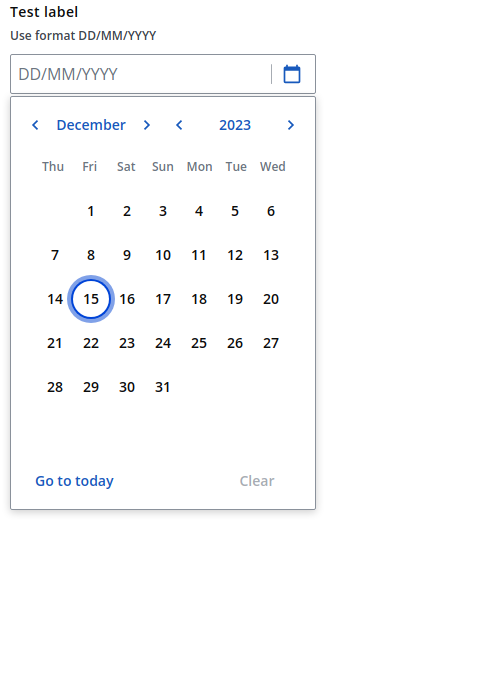 Test label
Use format DD/MM/YYYY
DD/MM/YYYY
December 2023
Thu Fri Sat Sun Mon Tue Wed
1 2 3 4 5 6
7 8 9 10 11 12 13
14 15 16 17 18 19 20
21 22 23 24 25 26 27
28 29 30 31
Go to today Clear